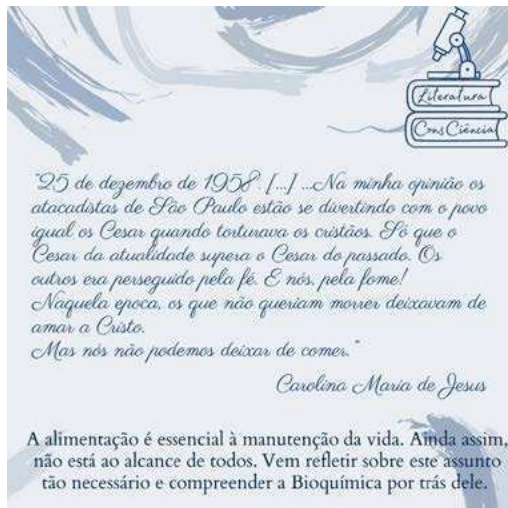 Literatura
ConsCiência
"25 de dezembro de 1958". [...] ...Na minha opinião os
atacadistas de São Paulo estão se divertindo com o povo
igual os Cesar quando torturava os cristãos. Só que o
Cesar da atualidade supera o Cesar do passado. Os
outros era perseguido pela fé. E nós, pela fome!
Naquela epoca, os que não queriam morrer deixavam de
amar a Cristo.
Mas nós não podemos deixar de comer."
Carolina Maria de Jesus
A alimentação é essencial à manutenção da vida. Ainda assim,
não está ao alcance de todos. Vem refletir sobre este assunto
tão necessário e compreender a Bioquímica por trás dele.